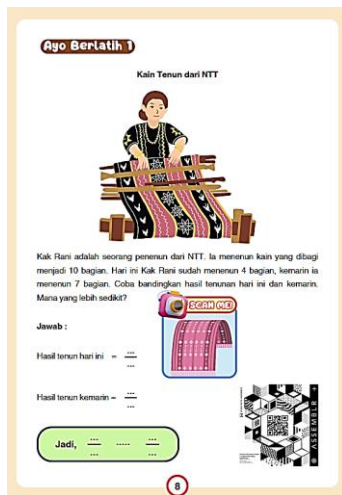 Ayo Berlatih 1
Kain Tenun dari NTT
Kak Rani adalah seorang penenun dari NTT. Ia menenun kain yang dibagi
menjadi 10 bagian. Hari ini Kak Rani sudah menenun 4 bagian, kemarin ia
menenun 7 bagian. Coba bandingkan hasil tenunan hari ini dan kemarin.
Mana yang lebih sedikit?
SCAN ME!
Jawab :
Hasil tenun hari ini = ... / ...
Hasil tenun kemarin = ... / ...
ASSEMBLR
Jadi, ... / ... ..... ... / ...
8